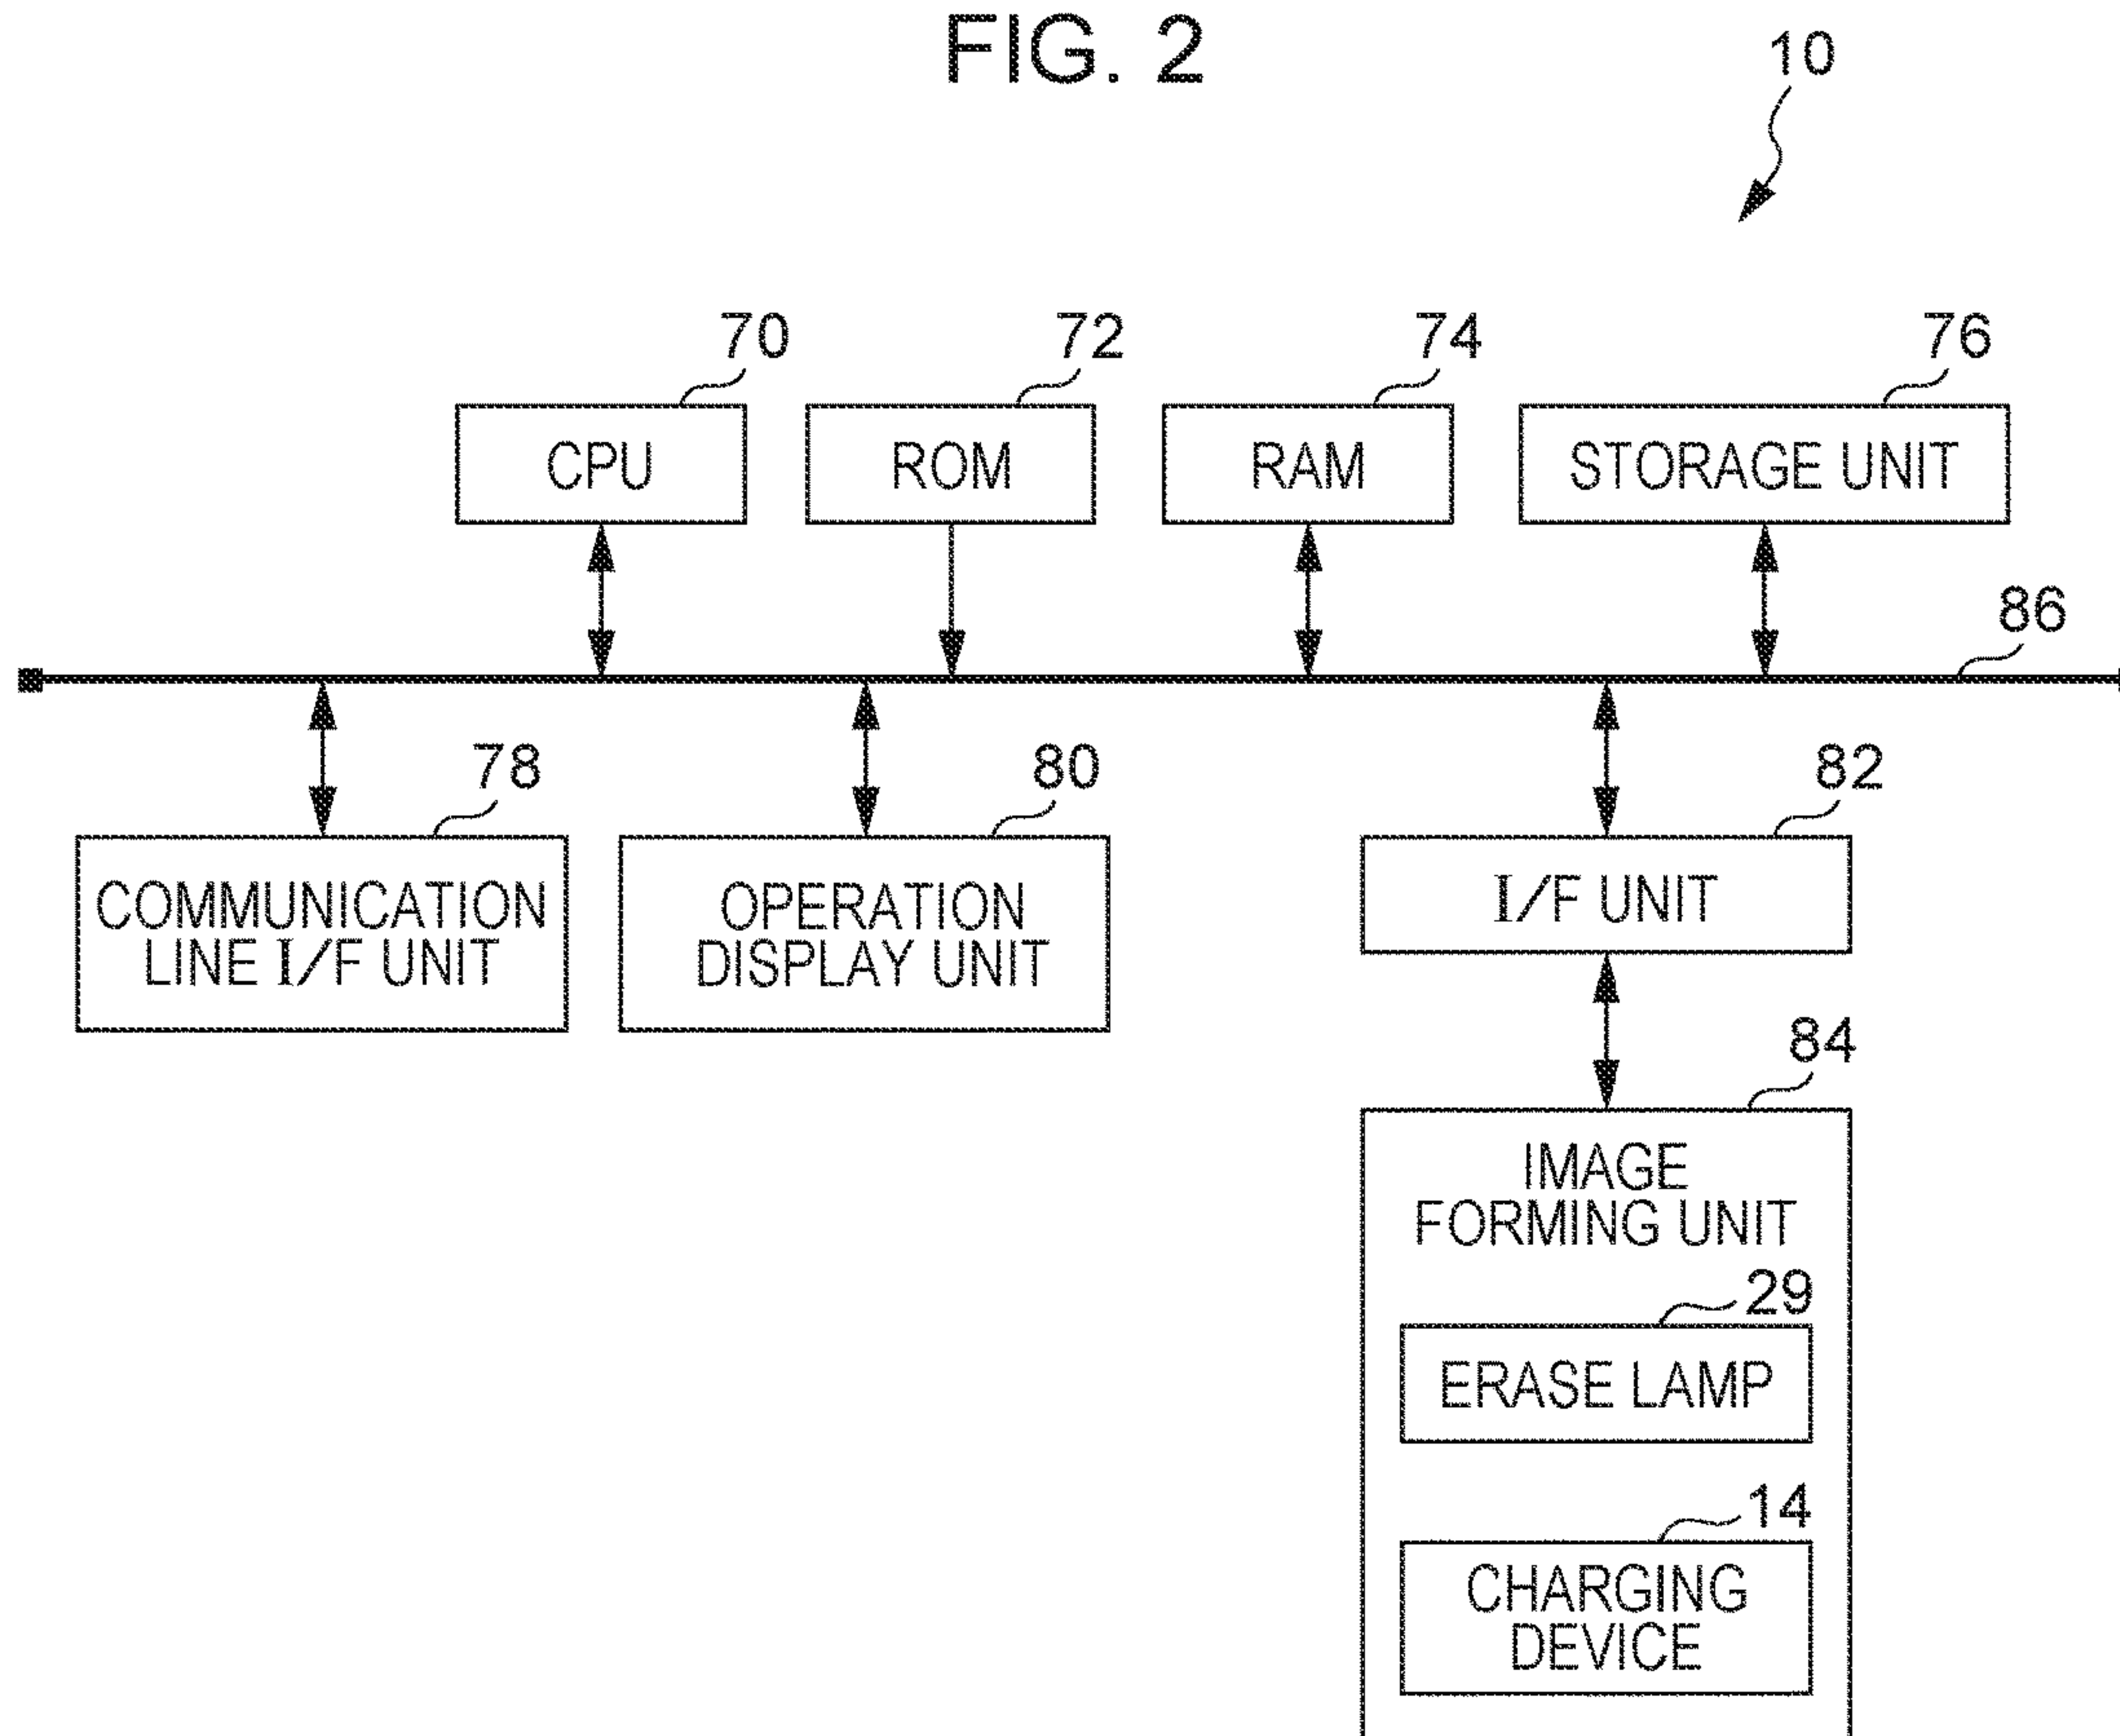 FIG. 2
10
70
72
74
76
CPU
ROM
RAM
STORAGE UNIT
86
78
80
82
COMMUNICATION
LINE I/F UNIT
OPERATION
DISPLAY UNIT
I/F UNIT
84
IMAGE
FORMING UNIT
29
ERASE LAMP
14
CHARGING
DEVICE